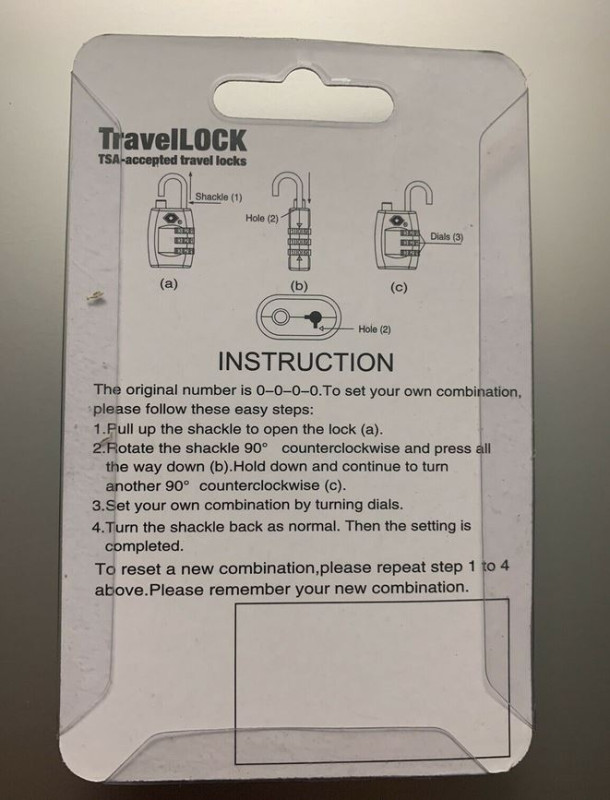 TravelLOCK
TSA-accepted travel locks
Shackle (1)
Hole (2)
Dials (3)
(a)
(b)
(c)
Hole (2)
INSTRUCTION
The original number is 0–0–0–0.To set your own combination,
please follow these easy steps:
1.Pull up the shackle to open the lock (a).
2.Rotate the shackle 90° counterclockwise and press all
the way down (b).Hold down and continue to turn
another 90° counterclockwise (c).
3.Set your own combination by turning dials.
4.Turn the shackle back as normal. Then the setting is
completed.
To reset a new combination,please repeat step 1 to 4
above.Please remember your new combination.